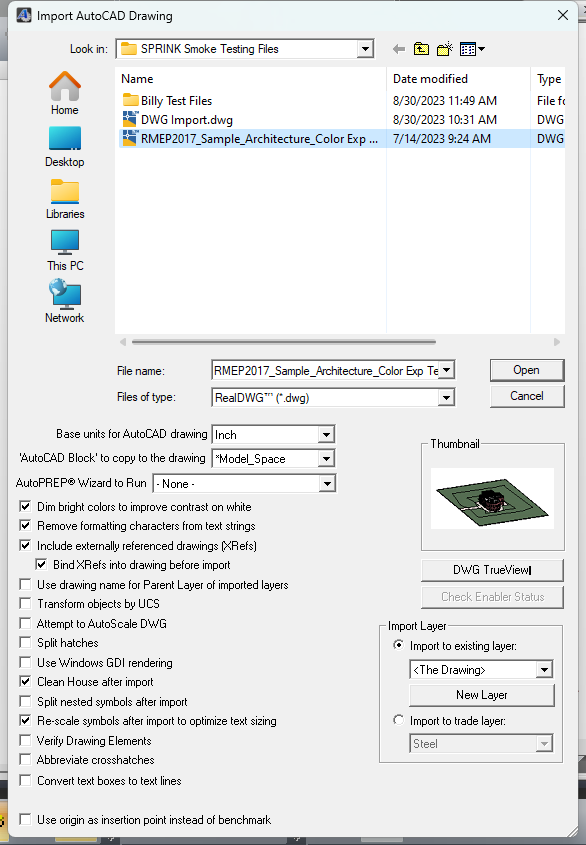 Import AutoCAD Drawing
Look in: SPRINK Smoke Testing Files
Home
Desktop
Libraries
This PC
Network
Name Date modified Type
Billy Test Files 8/30/2023 11:49 AM File fo
DWG Import.dwg 8/30/2023 10:31 AM DWG
RMEP2017_Sample_Architecture_Color Exp ... 7/14/2023 9:24 AM DWG
File name: RMEP2017_Sample_Architecture_Color Exp Te
Open
Files of type: RealDWG™ (*.dwg)
Cancel
Base units for AutoCAD drawing Inch
'AutoCAD Block' to copy to the drawing *Model_Space
AutoPREP® Wizard to Run - None -
Dim bright colors to improve contrast on white
Remove formatting characters from text strings
Include externally referenced drawings (XRefs)
Bind XRefs into drawing before import
Use drawing name for Parent Layer of imported layers
Transform objects by UCS
Attempt to AutoScale DWG
Split hatches
Use Windows GDI rendering
Clean House after import
Split nested symbols after import
Re-scale symbols after import to optimize text sizing
Verify Drawing Elements
Abbreviate crosshatches
Convert text boxes to text lines
Use origin as insertion point instead of benchmark
Thumbnail
DWG TrueView
Check Enabler Status
Import Layer
Import to existing layer:
<The Drawing>
New Layer
Import to trade layer:
Steel